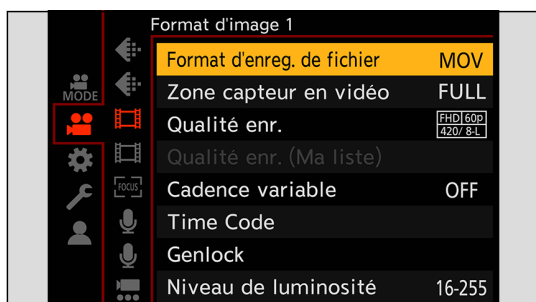 Format d'image 1
MODE
FOCUS
Format d'enreg. de fichier MOV
Zone capteur en vidéo FULL
Qualité enr. FHD 60p 420/ 8-L
Qualité enr. (Ma liste)
Cadence variable OFF
Time Code
Genlock
Niveau de luminosité 16-255